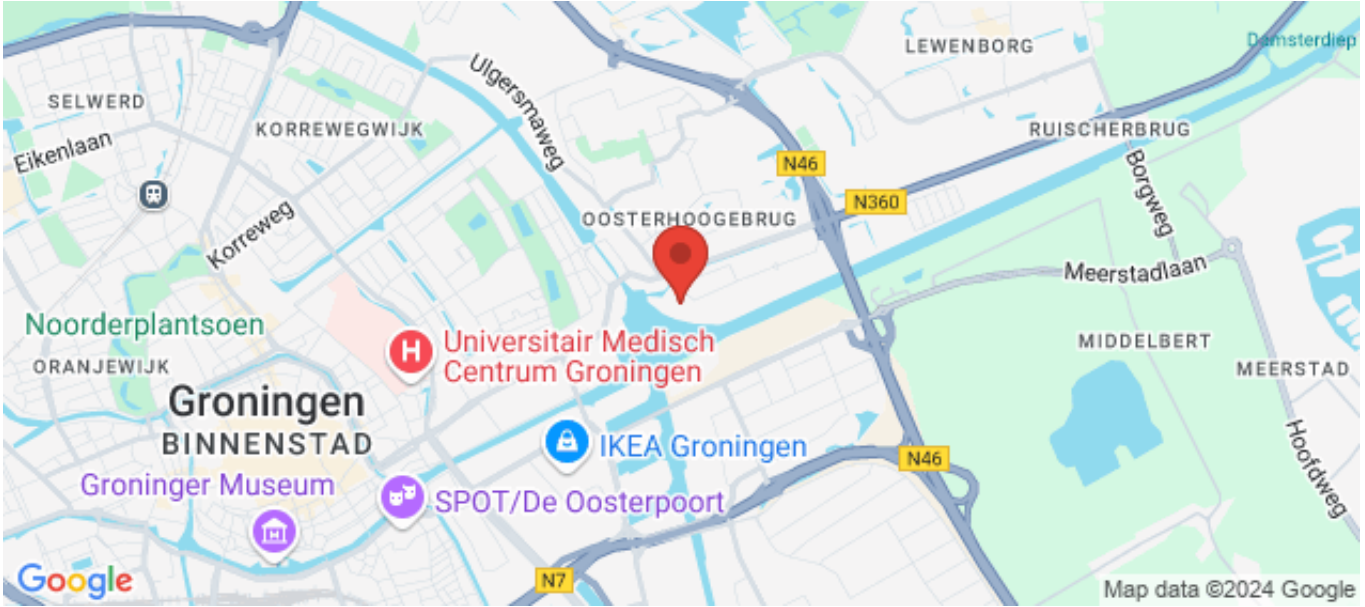 LEWENBORG
Damsterdiep
Ulgersmaweg
SELWERD
KORREWEGWIJK
RUISCHERBRUG
Eikenlaan
N46
Borgweg
N360
OOSTERHOOGEBRUG
Korreweg
Meerstadlaan
Noorderplantsoen
H
Universitair Medisch
Centrum Groningen
MIDDELBERT
ORANJEWIJK
MEERSTAD
Groningen
BINNENSTAD
IKEA Groningen
N46
Hoofdweg
Groninger Museum
SPOT/De Oosterpoort
N7
Google
Map data ©2024 Google